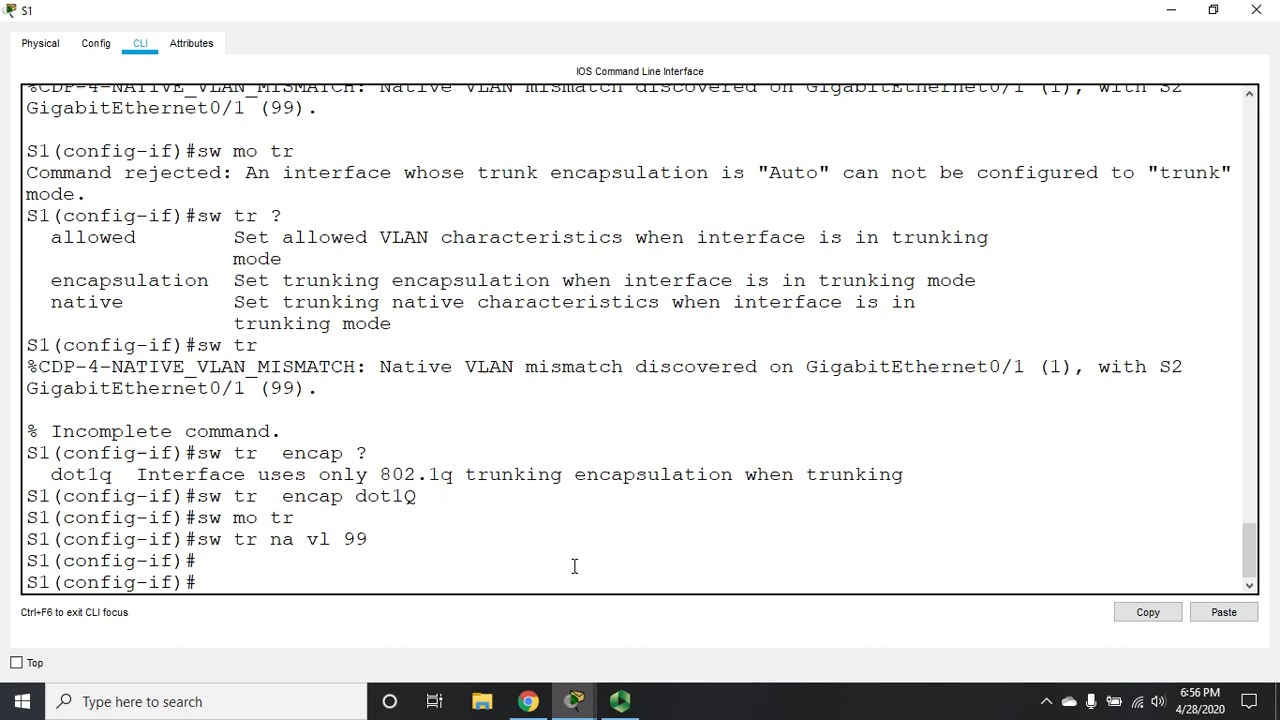 S1
Physical Config CLI Attributes
IOS Command Line Interface
%CDP-4-NATIVE_VLAN_MISMATCH: Native VLAN mismatch discovered on GigabitEthernet0/1 (1), with S2
GigabitEthernet0/1 (99).
S1(config-if)#sw mo tr
Command rejected: An interface whose trunk encapsulation is "Auto" can not be configured to "trunk"
mode.
S1(config-if)#sw tr ?
allowed Set allowed VLAN characteristics when interface is in trunking
mode
encapsulation Set trunking encapsulation when interface is in trunking mode
native Set trunking native characteristics when interface is in
trunking mode
S1(config-if)#sw tr
%CDP-4-NATIVE_VLAN_MISMATCH: Native VLAN mismatch discovered on GigabitEthernet0/1 (1), with S2
GigabitEthernet0/1 (99).
% Incomplete command.
S1(config-if)#sw tr encap ?
dot1q Interface uses only 802.1q trunking encapsulation when trunking
S1(config-if)#sw tr encap dot1Q
S1(config-if)#sw mo tr
S1(config-if)#sw tr na vl 99
S1(config-if)#
S1(config-if)#
Ctrl+F6 to exit CLI focus
Copy Paste
Top
Type here to search
6:56 PM
4/28/2020